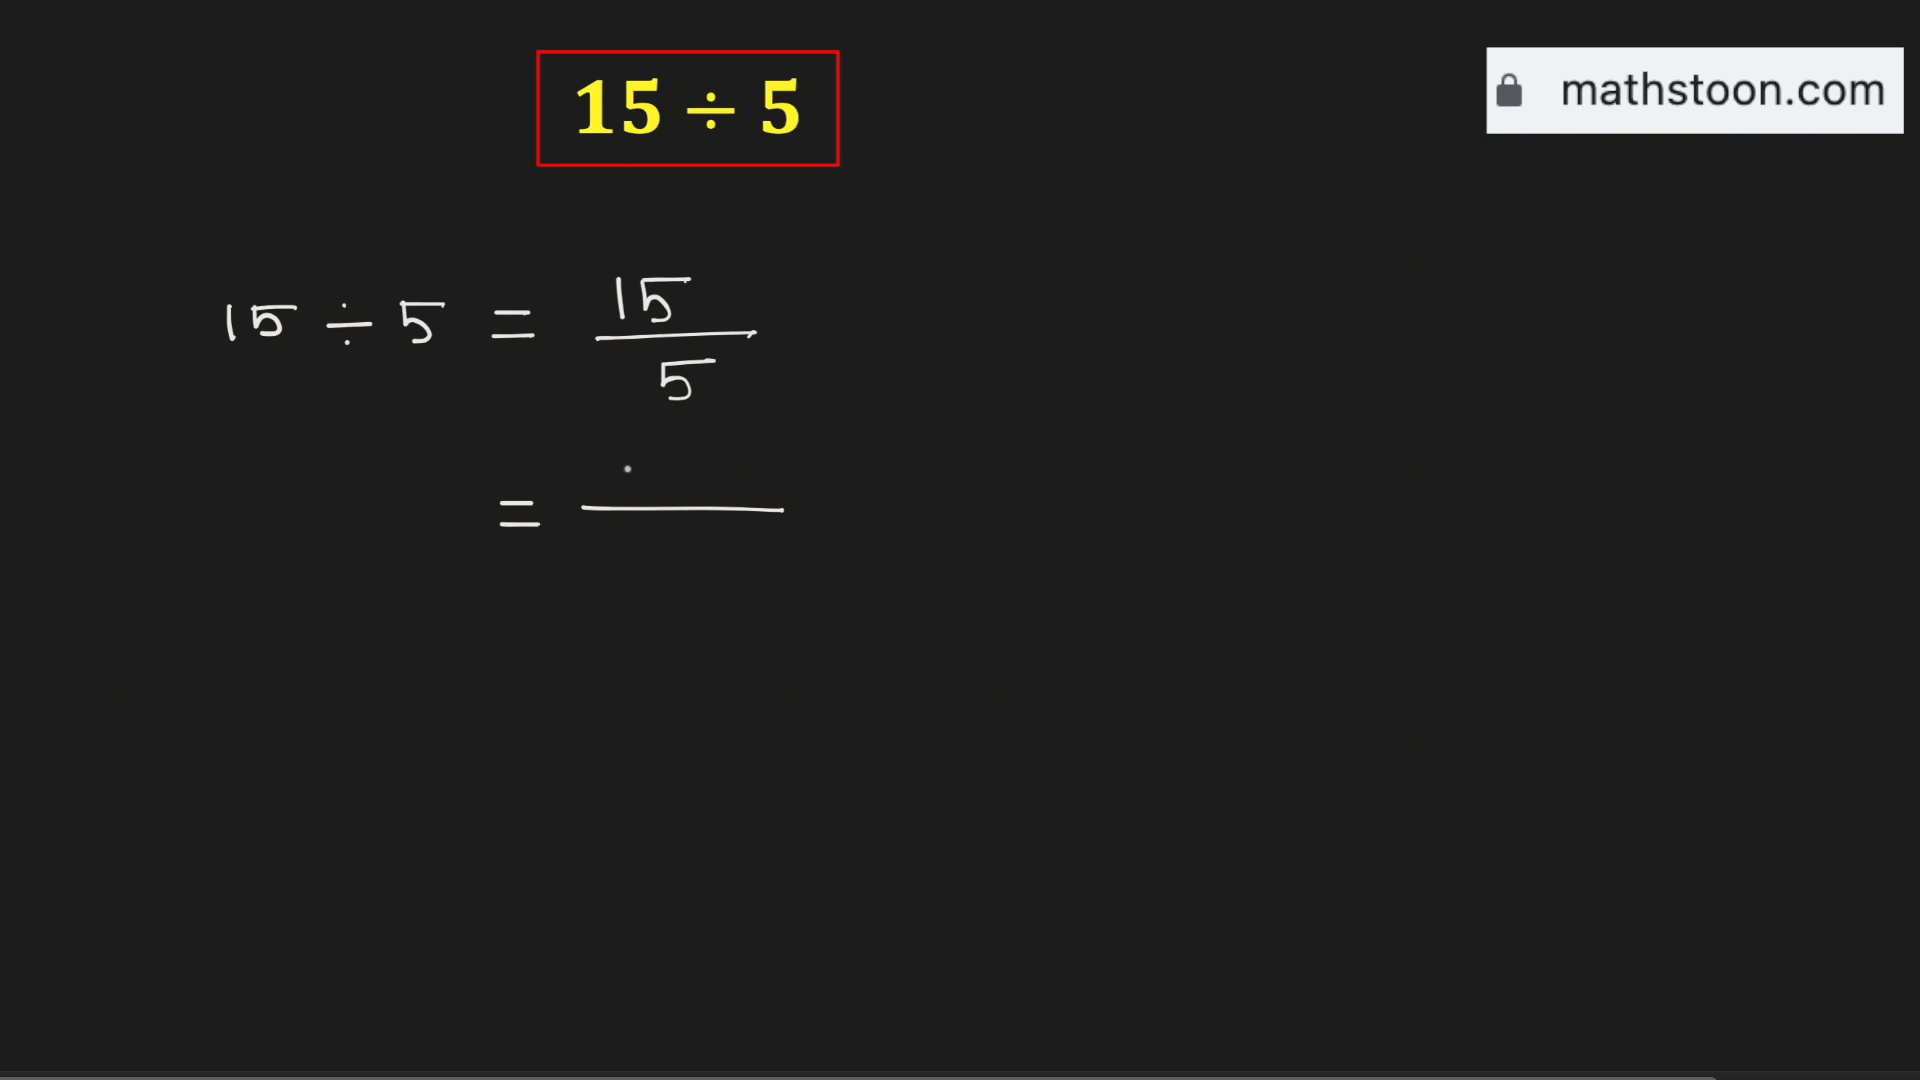 15 ÷ 5
mathstoon.com
15 ÷ 5 = 15/5
=